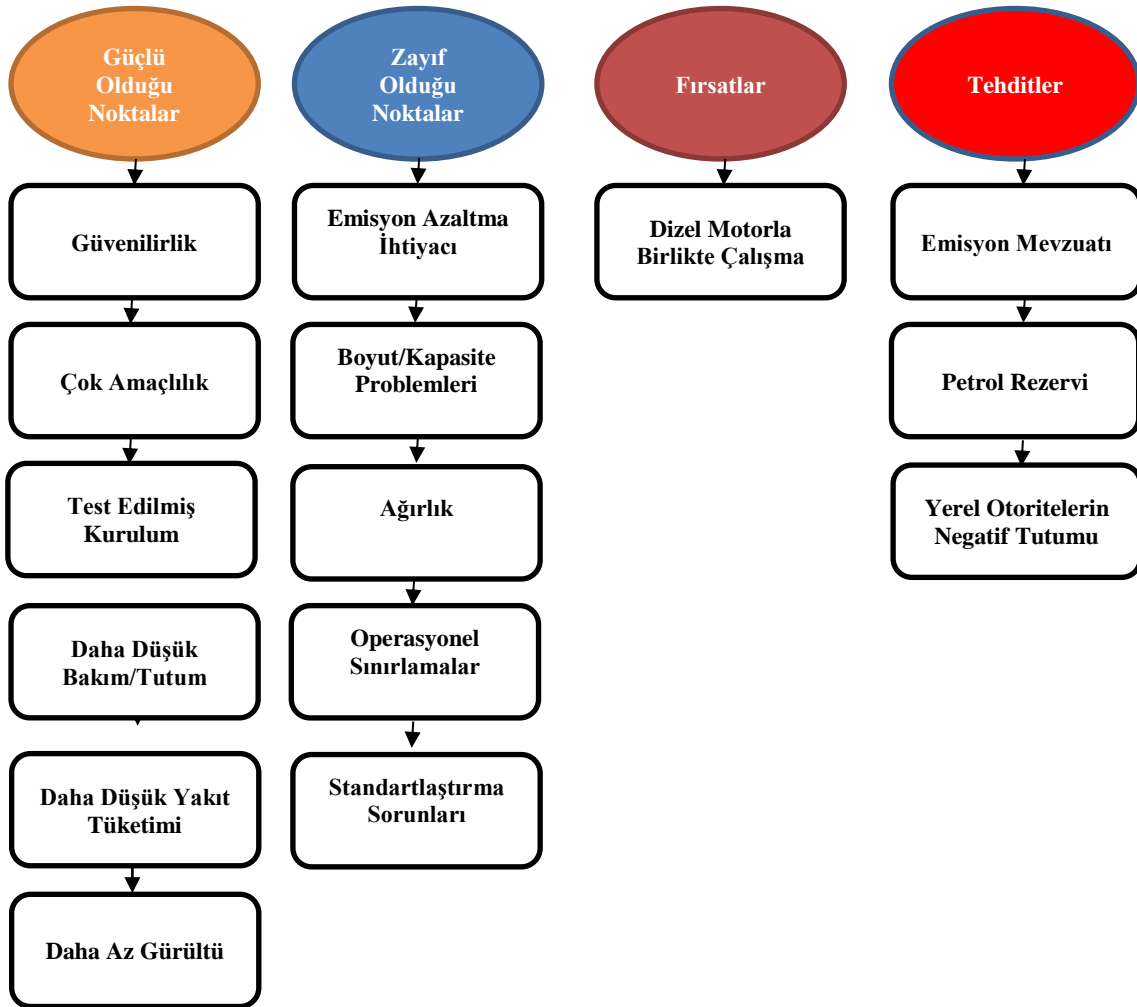 Güçlü
Olduğu
Noktalar
Güvenilirlik
Çok Amaçlılık
Test Edilmiş
Kurulum
Daha Düşük
Bakım/Tutum
Daha Düşük Yakıt
Tüketimi
Daha Az Gürültü
Zayıf
Olduğu
Noktalar
Emisyon Azaltma
İhtiyacı
Boyut/Kapasite
Problemleri
Ağırlık
Operasyonel
Sınırlamalar
Standartlaştırma
Sorunları
Fırsatlar
Dizel Motorla
Birlikte Çalışma
Tehditler
Emisyon Mevzuatı
Petrol Rezervi
Yerel Otoritelerin
Negatif Tutumu